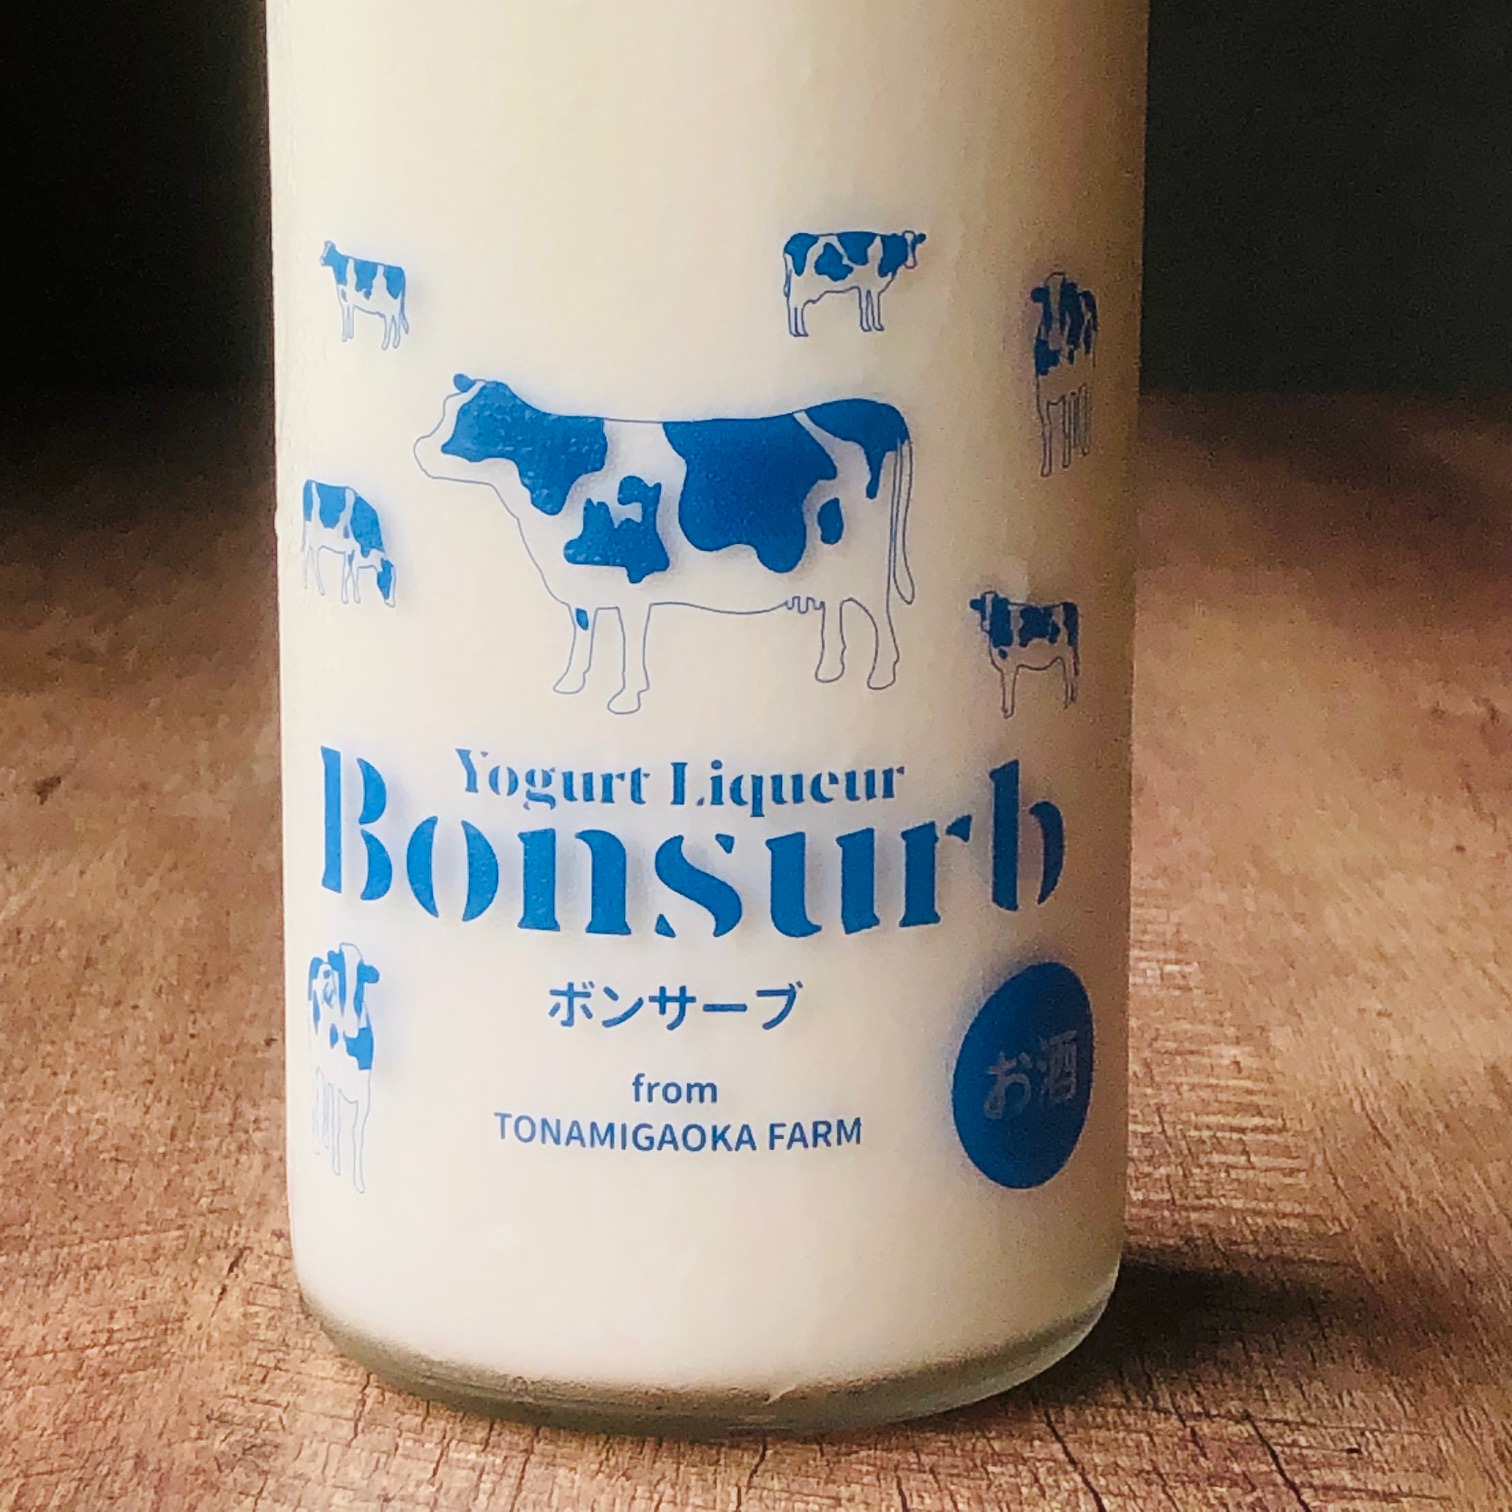 Yogurt Liqueur
Bonsurb
ボンサーブ
from
TONAMIGAOKA FARM
お酒